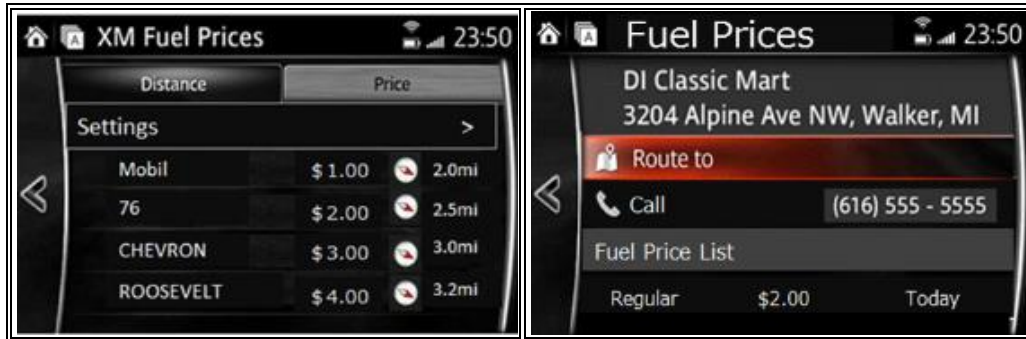 XM Fuel Prices 23:50
Distance Price
Settings >
Mobil $1.00 2.0mi
76 $2.00 2.5mi
CHEVRON $3.00 3.0mi
ROOSEVELT $4.00 3.2mi
A Fuel Prices 23:50
DI Classic Mart
3204 Alpine Ave NW, Walker, MI
Route to
Call (616) 555 - 5555
Fuel Price List
Regular $2.00 Today